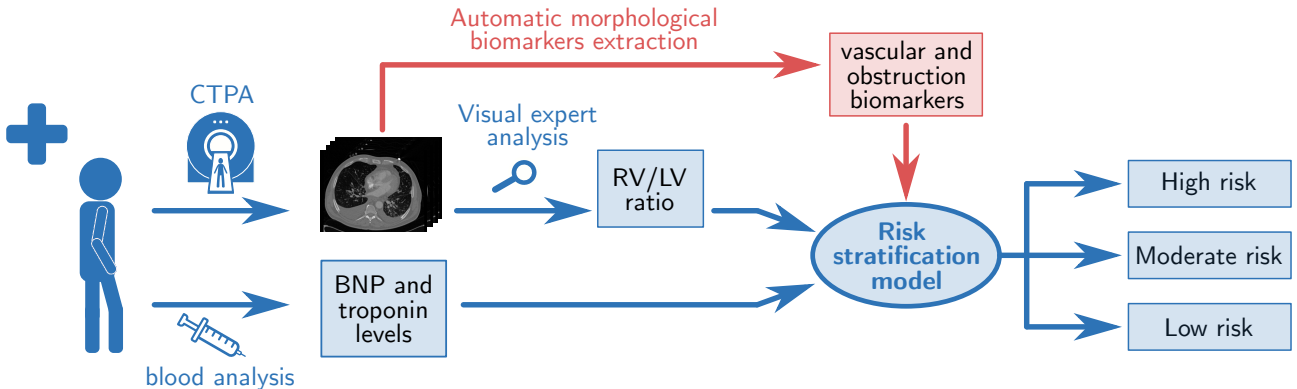 Automatic morphological
biomarkers extraction
vascular and
obstruction
biomarkers
CTPA
Visual expert
analysis
RV/LV
ratio
BNP and
troponin
levels
blood analysis
Risk
stratification
model
High risk
Moderate risk
Low risk